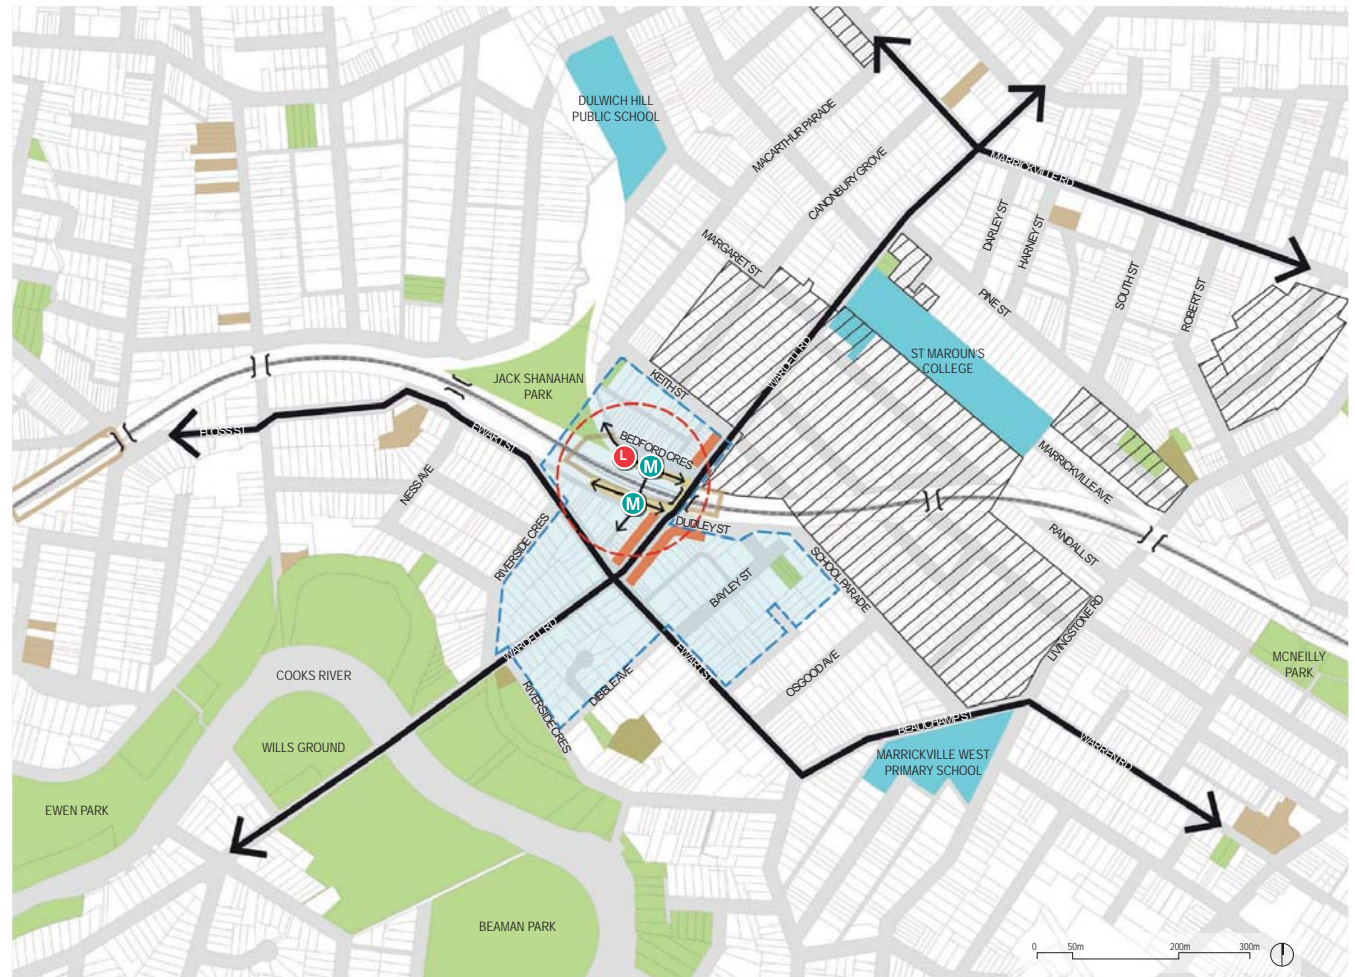 DULWICH HILL
PUBLIC SCHOOL
MACARTHUR PARADE
CANONBURY GROVE
MARRICKVILLE RD
DARLEY ST
HARNEY ST
MARGARET ST
SOUTH ST
ROBERT ST
PINE ST
ST MAROUN'S
COLLEGE
WARDELL RD
JACK SHANAHAN
PARK
KEITH ST
FLOSS ST
EWART ST
BEDFORD CRES
L
M
M
MARRICKVILLE AVE
NESS AVE
DUDLEY ST
RANDALL ST
RIVERSIDE CRES
SCHOOL PARADE
BAYLEY ST
LIVINGSTONE RD
WARDELL RD
EWART ST
OSGOOD AVE
MCNEILLY
PARK
COOKS RIVER
DIBBLE AVE
RIVERSIDE CRES
BEAUCHAMP ST
WARREN RD
WILLS GROUND
MARRICKVILLE WEST
PRIMARY SCHOOL
EWEN PARK
BEAMAN PARK
0 50m 200m 300m